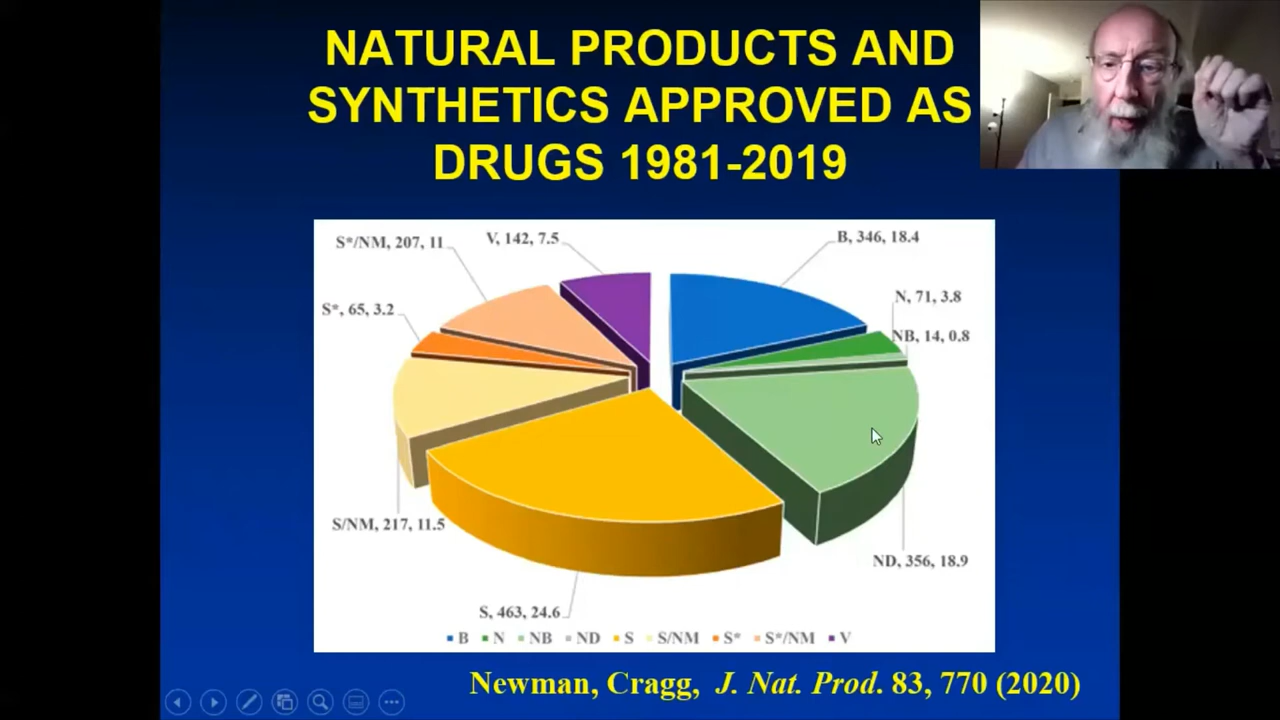 NATURAL PRODUCTS AND
SYNTHETICS APPROVED AS
DRUGS 1981-2019
S*/NM, 207, 11
V, 142, 7.5
B, 346, 18.4
S*, 65, 3.2
N, 71, 3.8
NB, 14, 0.8
S/NM, 217, 11.5
ND, 356, 18.9
S, 463, 24.6
B N NB ND S S/NM S* S*/NM V
Newman, Cragg, J. Nat. Prod. 83, 770 (2020)